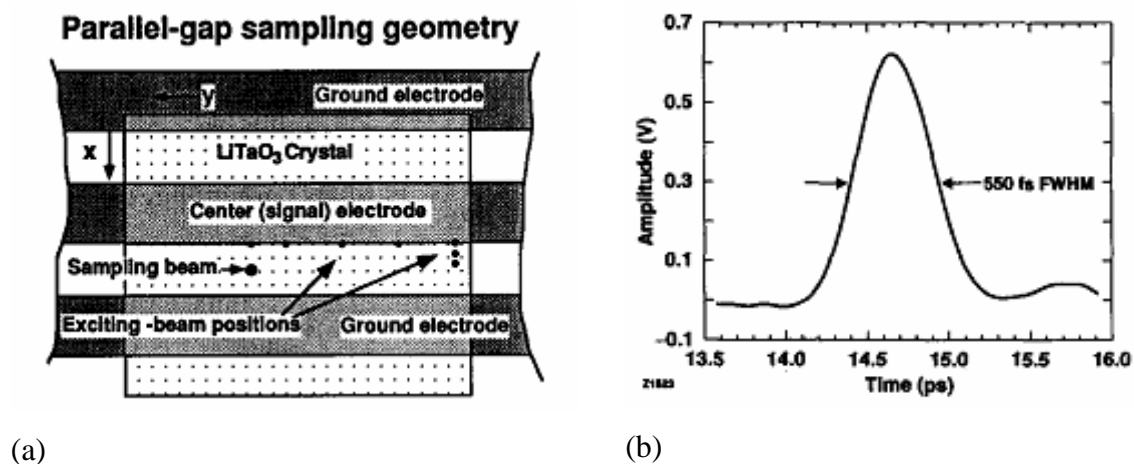 Parallel-gap sampling geometry
y
Ground electrode
x
LiTaO3 Crystal
Center (signal) electrode
Sampling beam
Exciting -beam positions
Ground electrode
(a)
0.7
0.5
0.3
0.1
-0.1
Amplitude (V)
550 fs FWHM
13.5 14.0 14.5 15.0 15.5 16.0
Z1823
Time (ps)
(b)